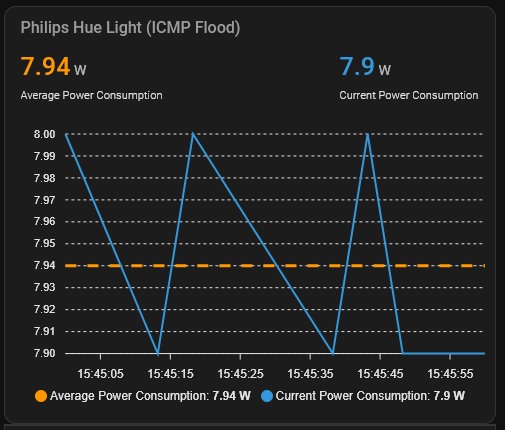 Philips Hue Light (ICMP Flood)
7.94 W
7.9 W
Average Power Consumption
Current Power Consumption
8.00
7.99
7.98
7.97
7.96
7.95
7.94
7.93
7.92
7.91
7.90
15:45:05 15:45:15 15:45:25 15:45:35 15:45:45 15:45:55
Average Power Consumption: 7.94 W Current Power Consumption: 7.9 W